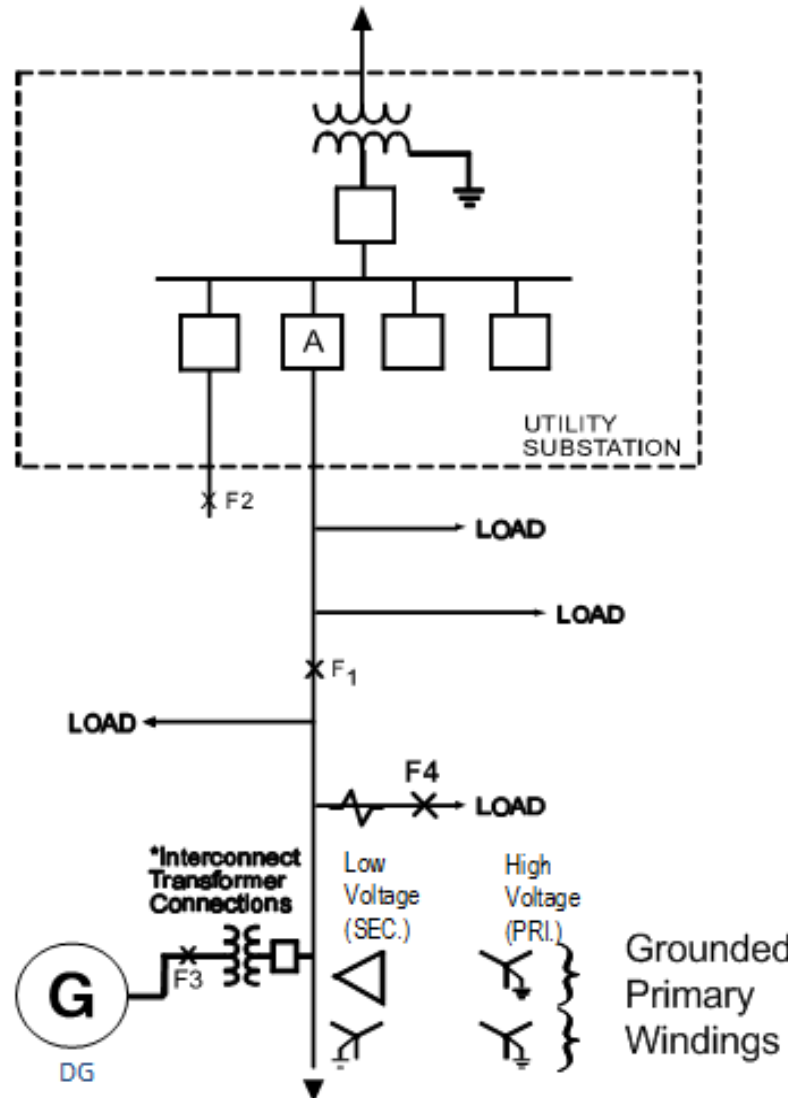 A
UTILITY
SUBSTATION
F2
LOAD
LOAD
F1
LOAD
F4
LOAD
*Interconnect
Transformer
Connections
Low
Voltage
(SEC.)
High
Voltage
(PRI.)
F3
G
DG
Grounded
Primary
Windings